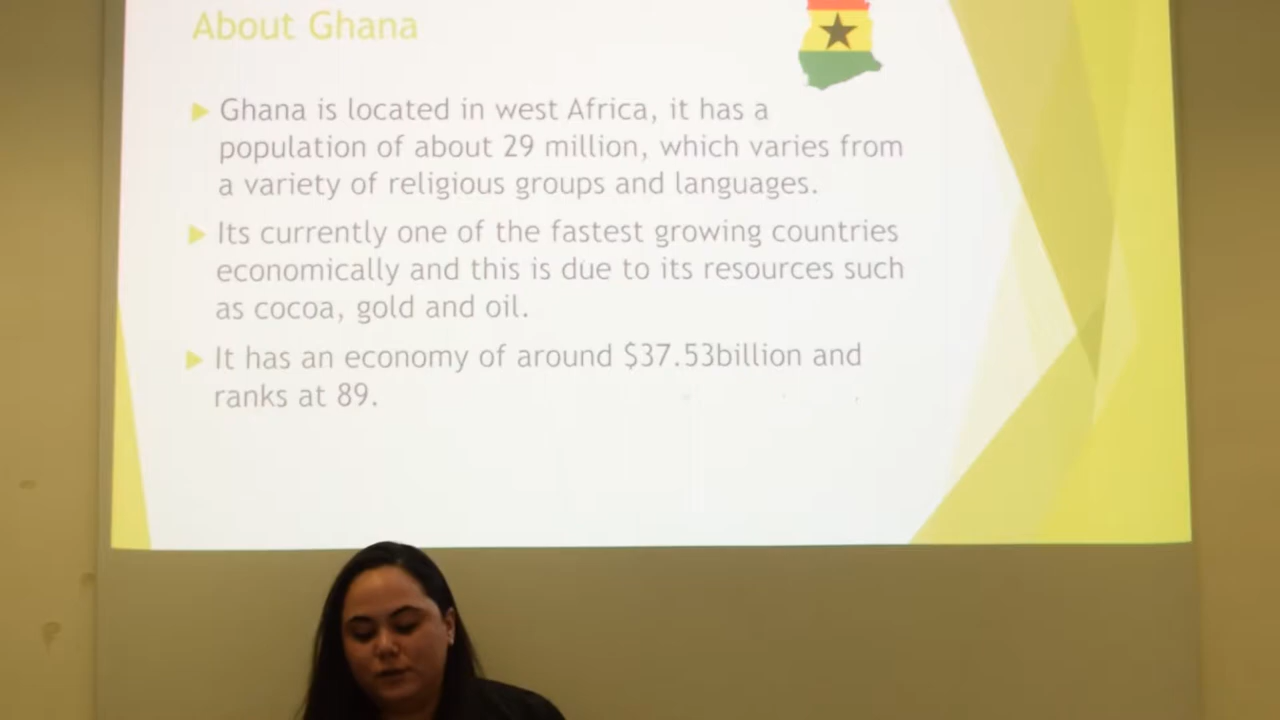 About Ghana
Ghana is located in west Africa, it has a
population of about 29 million, which varies from
a variety of religious groups and languages.
Its currently one of the fastest growing countries
economically and this is due to its resources such
as cocoa, gold and oil.
It has an economy of around $37.53billion and
ranks at 89.